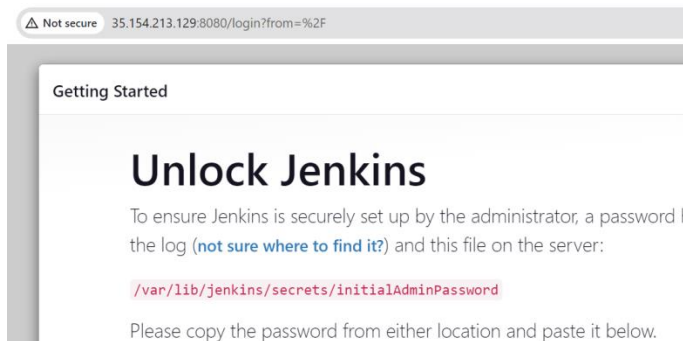 Not secure 35.154.213.129:8080/login?from=%2F
Getting Started
Unlock Jenkins
To ensure Jenkins is securely set up by the administrator, a password
the log (not sure where to find it?) and this file on the server:
/var/lib/jenkins/secrets/initialAdminPassword
Please copy the password from either location and paste it below.